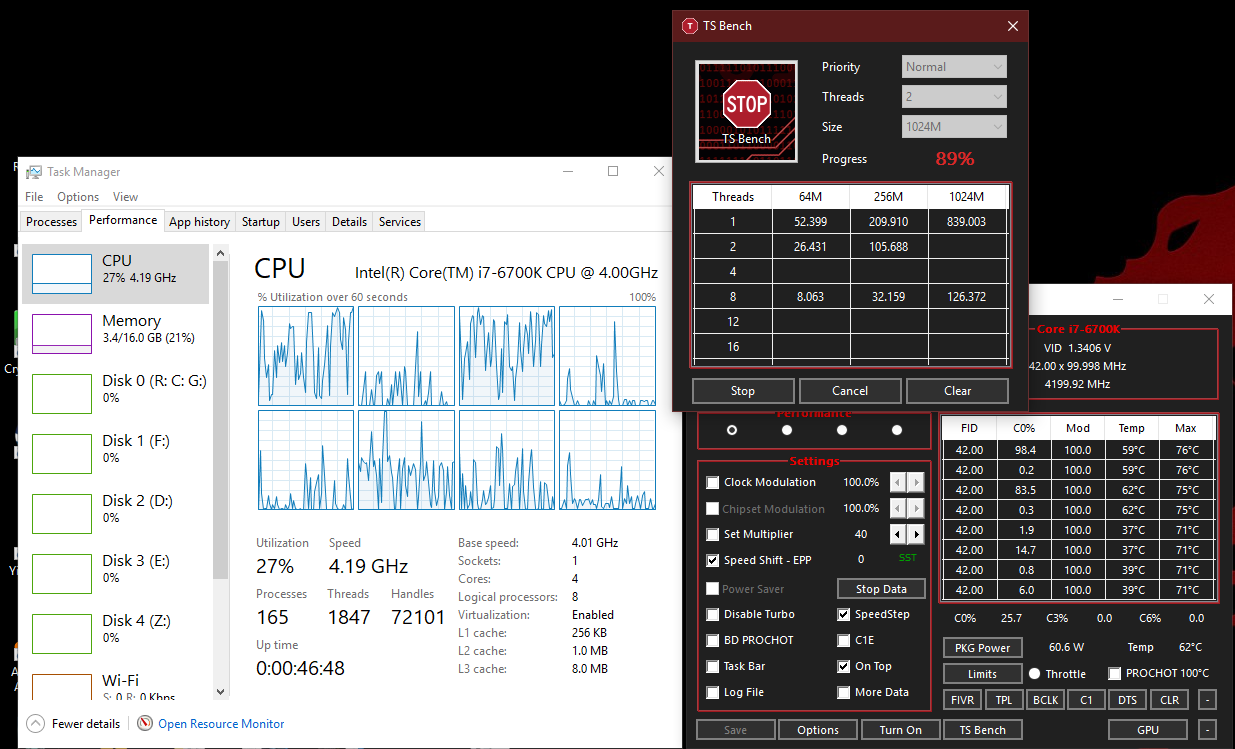 Task Manager
File Options View
Processes Performance App history Startup Users Details Services
CPU
27% 4.19 GHz
Memory
3.4/16.0 GB (21%)
Disk 0 (R: C: G:)
0%
Disk 1 (F:)
0%
Disk 2 (D:)
0%
Disk 3 (E:)
0%
Disk 4 (Z:)
0%
Wi-Fi
S: 0 R: 0 Kbps
CPU Intel(R) Core(TM) i7-6700K CPU @ 4.00GHz
% Utilization over 60 seconds 100%
Utilization Speed
27% 4.19 GHz
Processes Threads Handles
165 1847 72101
Up time
0:00:46:48
Base speed: 4.01 GHz
Sockets: 1
Cores: 4
Logical processors: 8
Virtualization: Enabled
L1 cache: 256 KB
L2 cache: 1.0 MB
L3 cache: 8.0 MB
Fewer details Open Resource Monitor
T TS Bench
STOP
TS Bench
Priority Normal
Threads 2
Size 1024M
Progress 89%
Threads 64M 256M 1024M
1 52.399 209.910 839.003
2 26.431 105.688
4
8 8.063 32.159 126.372
12
16
Stop Cancel Clear
Core i7-6700K
VID 1.3406 V
42.00 x 99.998 MHz
4199.92 MHz
Performance
Settings
Clock Modulation 100.0%
Chipset Modulation 100.0%
Set Multiplier 40
Speed Shift - EPP 0 SST
Power Saver Stop Data
Disable Turbo SpeedStep
BD PROCHOT C1E
Task Bar On Top
Log File More Data
FID C0% Mod Temp Max
42.00 98.4 100.0 59°C 76°C
42.00 0.2 100.0 59°C 76°C
42.00 83.5 100.0 62°C 75°C
42.00 0.3 100.0 62°C 75°C
42.00 1.9 100.0 37°C 71°C
42.00 14.7 100.0 37°C 71°C
42.00 0.8 100.0 39°C 71°C
42.00 6.0 100.0 39°C 71°C
C0% 25.7 C3% 0.0 C6% 0.0
PKG Power 60.6 W Temp 62°C
Limits Throttle PROCHOT 100°C
FIVR TPL BCLK C1 DTS CLR -
Save Options Turn On TS Bench GPU -